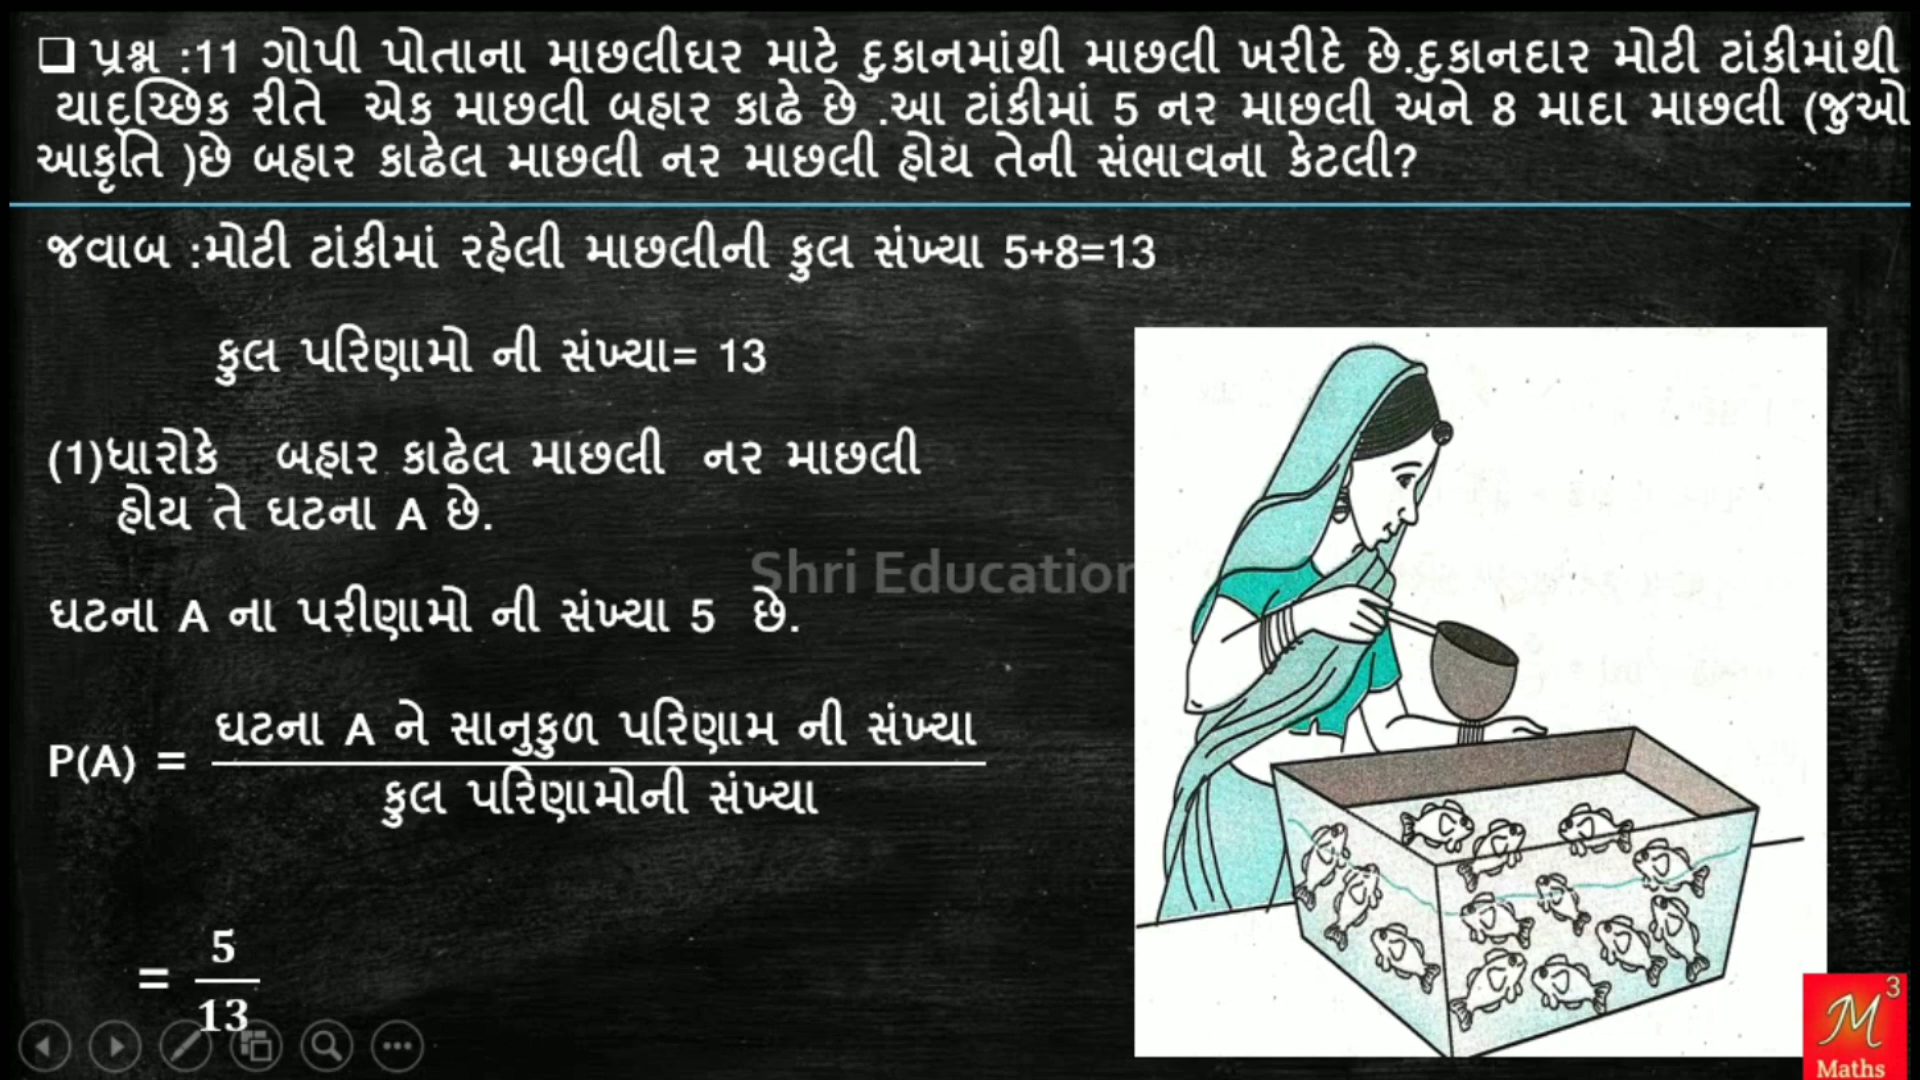 ❑ પ્રશ્ન :11 ગોપી પોતાના માછલીઘર માટે દુકાનમાંથી માછલી ખરીદે છે.દુકાનદાર મોટી ટાંકીમાંથી
યાદૃચ્છિક રીતે એક માછલી બહાર કાઢે છે .આ ટાંકીમાં 5 નર માછલી અને 8 માદા માછલી (જુઓ
આકૃતિ )છે બહાર કાઢેલ માછલી નર માછલી હોય તેની સંભાવના કેટલી?
જવાબ :મોટી ટાંકીમાં રહેલી માછલીની કુલ સંખ્યા 5+8=13
કુલ પરિણામો ની સંખ્યા= 13
(1)ધારોકે બહાર કાઢેલ માછલી નર માછલી
હોય તે ઘટના A છે.
Shri Education
ઘટના A ના પરીણામો ની સંખ્યા 5 છે.
ઘટના A ને સાનુકુળ પરિણામ ની સંખ્યા
P(A) =
કુલ પરિણામોની સંખ્યા
5
=
13
M 3
Maths